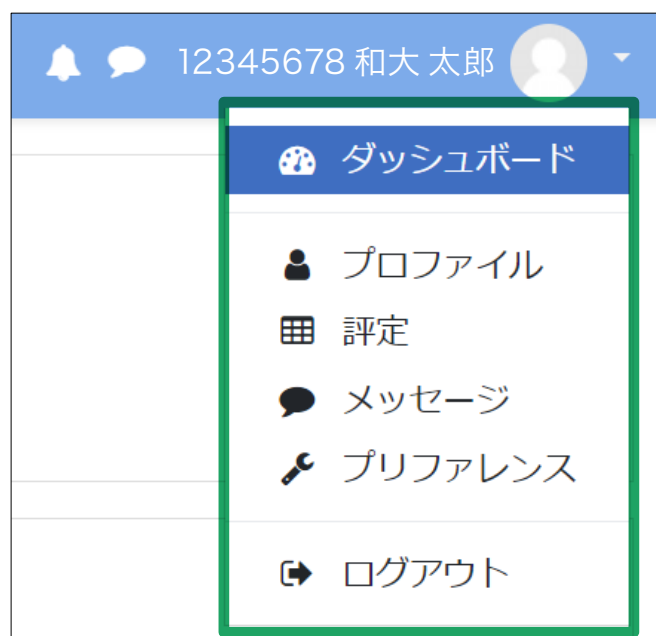 12345678 和大 太郎
ダッシュボード
プロファイル
評定
メッセージ
プリファレンス
ログアウト